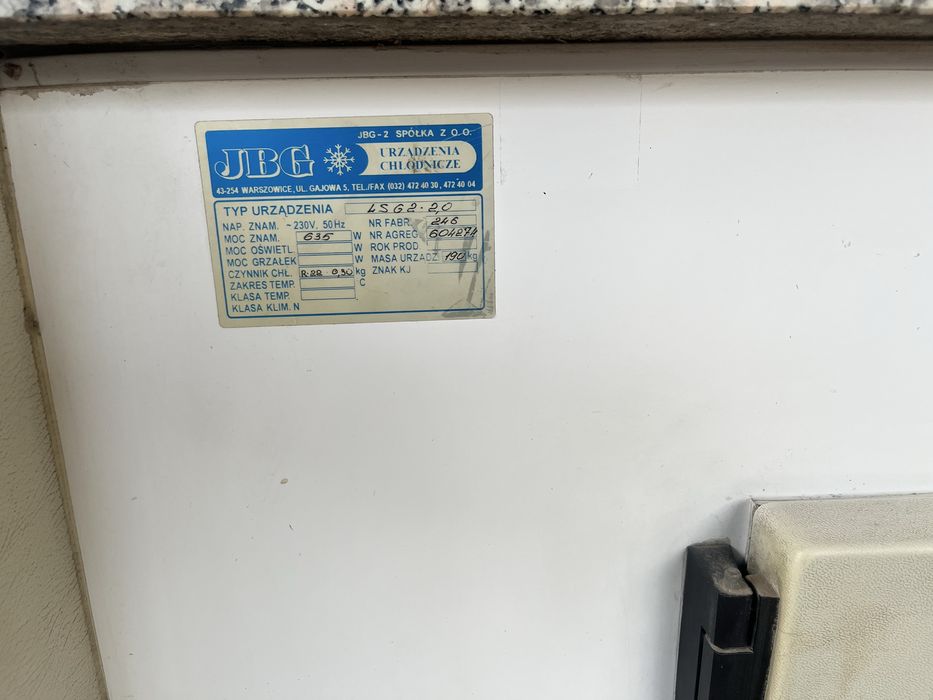 JBG-2 SPÓŁKA Z O.O.
JBG URZĄDZENIA
CHŁODNICZE
43-254 WARSZOWICE, UL. GAJOWA 5, TEL./FAX (032) 472 40 30, 472 40 04
TYP URZĄDZENIA LSG2-2,0
NAP. ZNAM. ~230V, 50Hz NR FABR. 246
MOC ZNAM. 635 W NR AGREG. 604274
MOC OŚWIETL. W ROK PROD
MOC GRZAŁEK W MASA URZĄDZ 190 kg
CZYNNIK CHŁ. R-22 0,30 kg ZNAK KJ
ZAKRES TEMP. C
KLASA TEMP.
KLASA KLIM. N